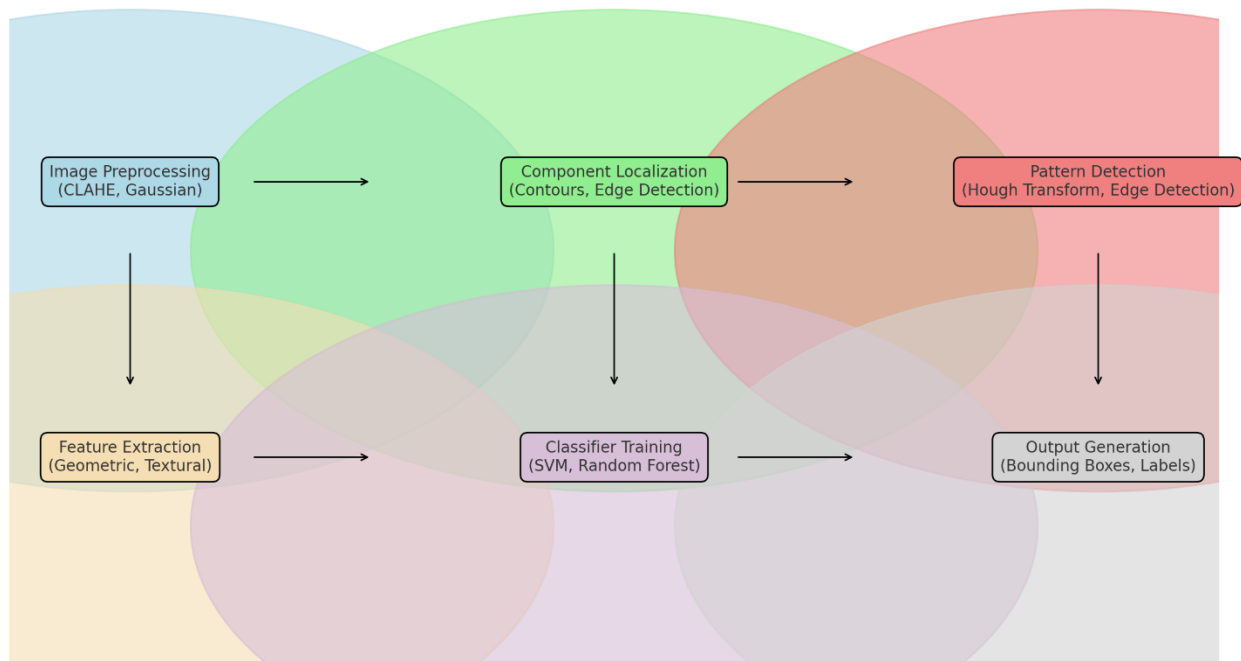 Image Preprocessing
(CLAHE, Gaussian)
Component Localization
(Contours, Edge Detection)
Pattern Detection
(Hough Transform, Edge Detection)
Feature Extraction
(Geometric, Textural)
Classifier Training
(SVM, Random Forest)
Output Generation
(Bounding Boxes, Labels)